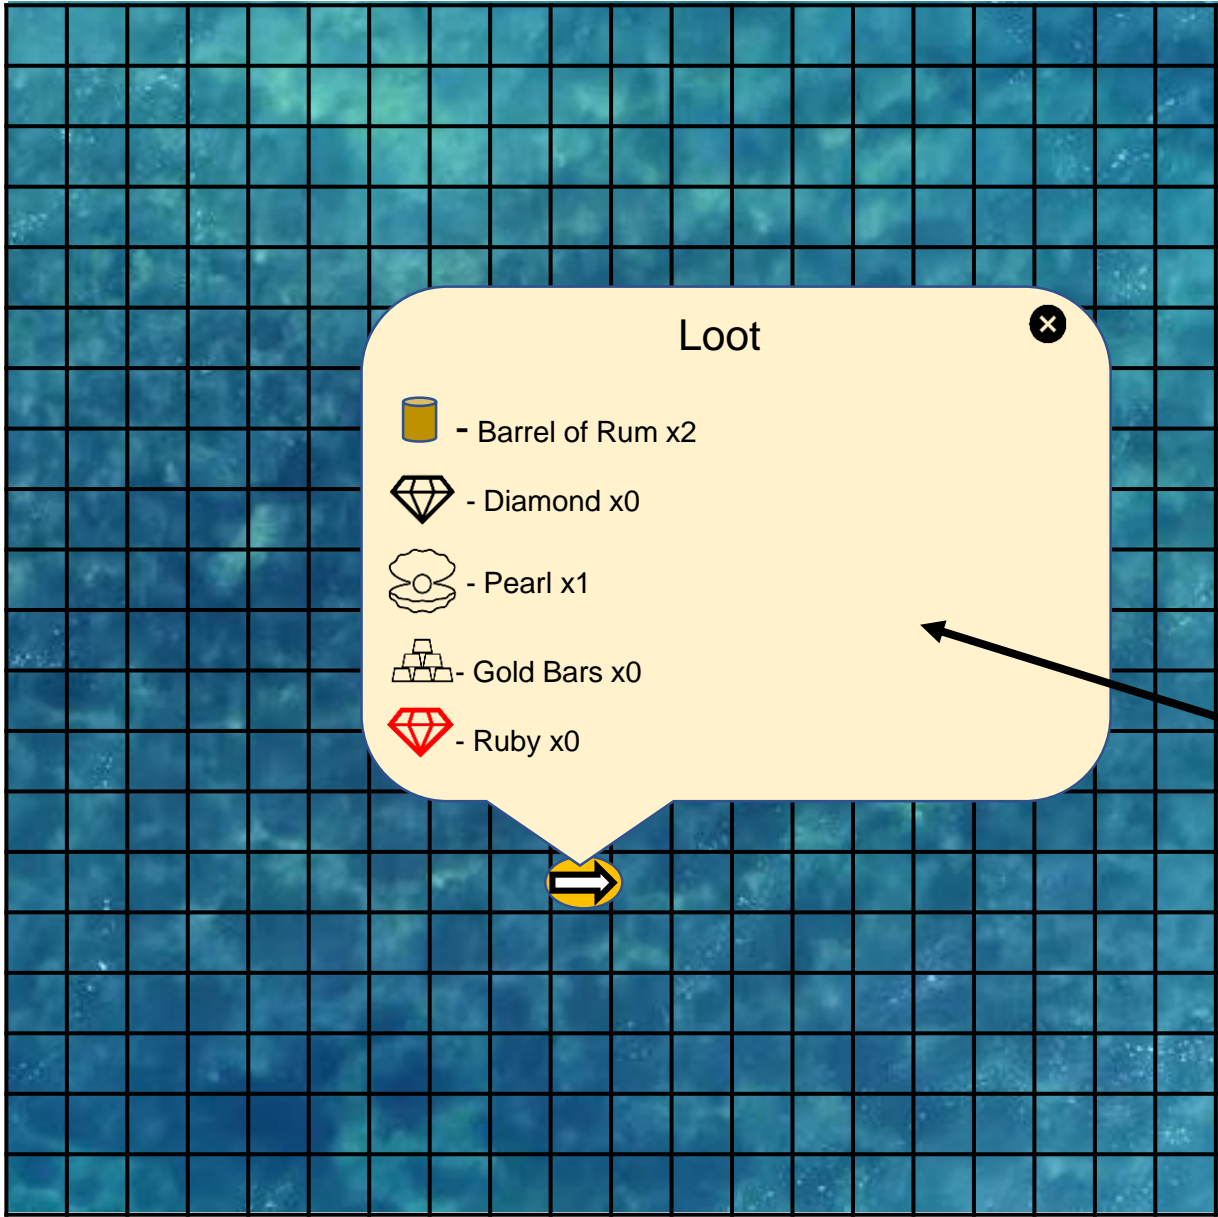 Loot
- Barrel of Rum x2
- Diamond x0
- Pearl x1
- Gold Bars x0
- Ruby x0